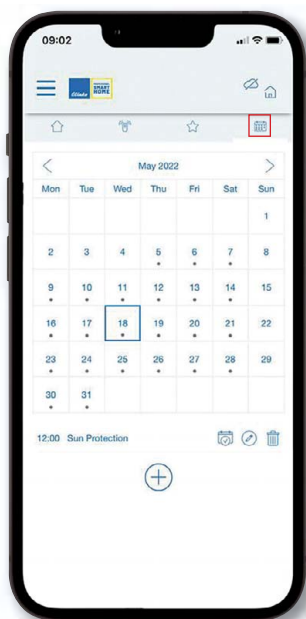 09:02
elsner
SMART
HOME
May 2022
Mon Tue Wed Thu Fri Sat Sun
1
2 3 4 5 6 7 8
9 10 11 12 13 14 15
16 17 18 19 20 21 22
23 24 25 26 27 28 29
30 31
12:00 Sun Protection